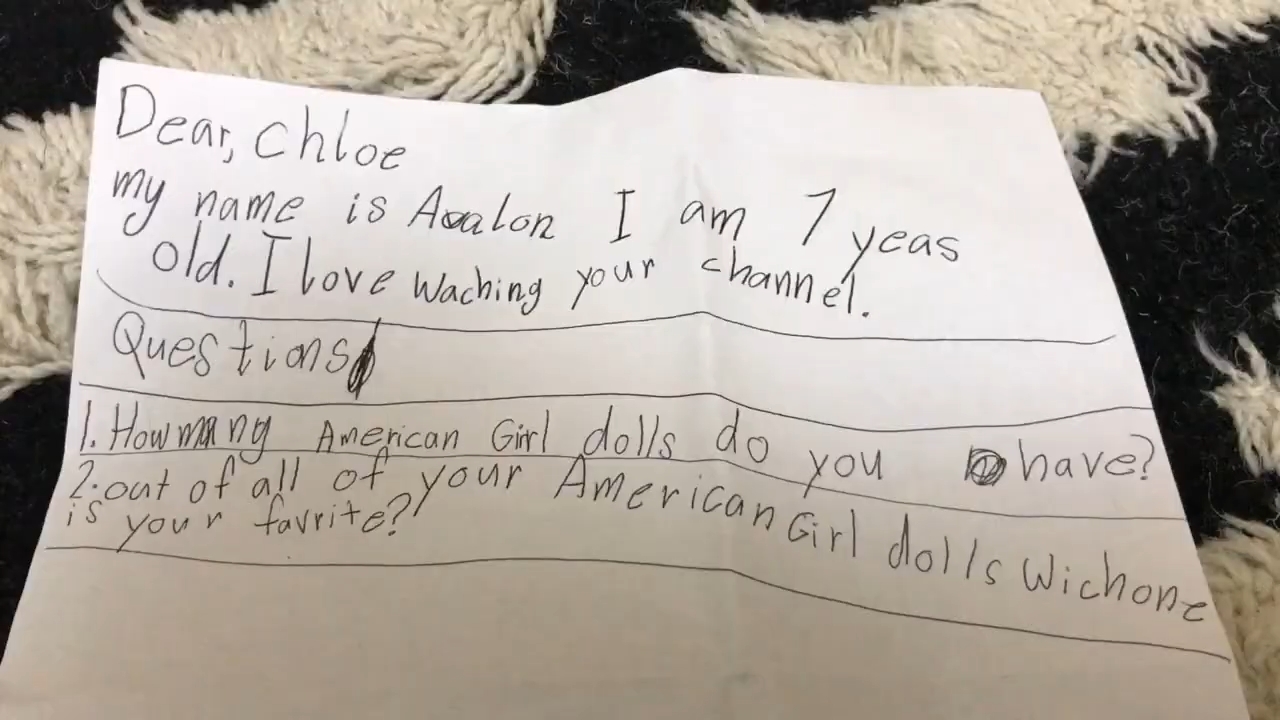 Dear, Chloe
my name is Avalon I am 7 yeas
old. I love waching your channel.
Questions
1. How many American Girl dolls do you have?
2. out of all of your American Girl dolls wichone
is your favrite?